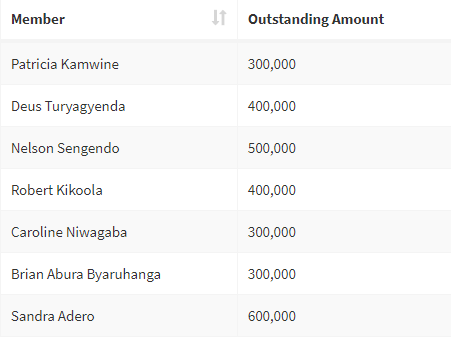 Member Outstanding Amount
Patricia Kamwine 300,000
Deus Turyagyenda 400,000
Nelson Sengendo 500,000
Robert Kikoola 400,000
Caroline Niwagaba 300,000
Brian Abura Byaruhanga 300,000
Sandra Adero 600,000